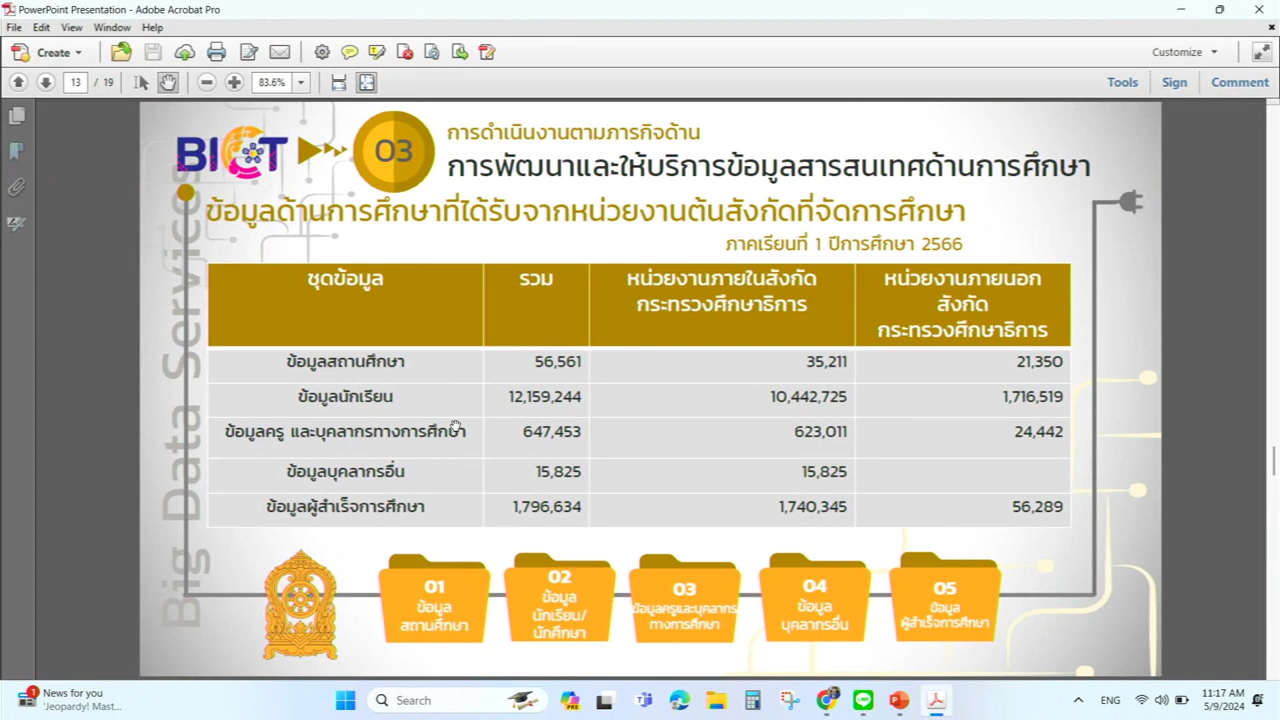 PowerPoint Presentation - Adobe Acrobat Pro
File Edit View Window Help
Create
Customize
13 / 19
83.6%
Tools Sign Comment
BICT
03
การดำเนินงานตามภารกิจด้าน
การพัฒนาและให้บริการข้อมูลสารสนเทศด้านการศึกษา
ข้อมูลด้านการศึกษาที่ได้รับจากหน่วยงานต้นสังกัดที่จัดการศึกษา
ภาคเรียนที่ 1 ปีการศึกษา 2566
Big Data Services
ชุดข้อมูล รวม หน่วยงานภายในสังกัด หน่วยงานภายนอก
กระทรวงศึกษาธิการ สังกัด
กระทรวงศึกษาธิการ
ข้อมูลสถานศึกษา 56,561 35,211 21,350
ข้อมูลนักเรียน 12,159,244 10,442,725 1,716,519
ข้อมูลครู และบุคลากรทางการศึกษา 647,453 623,011 24,442
ข้อมูลบุคลากรอื่น 15,825 15,825
ข้อมูลผู้สำเร็จการศึกษา 1,796,634 1,740,345 56,289
01
ข้อมูล
สถานศึกษา
02
ข้อมูล
นักเรียน/
นักศึกษา
03
ข้อมูลครูและบุคลากร
ทางการศึกษา
04
ข้อมูล
บุคลากรอื่น
05
ข้อมูล
ผู้สำเร็จการศึกษา
1
News for you
'Jeopardy! Mast...
Search
PRE
ENG
11:17 AM
5/9/2024